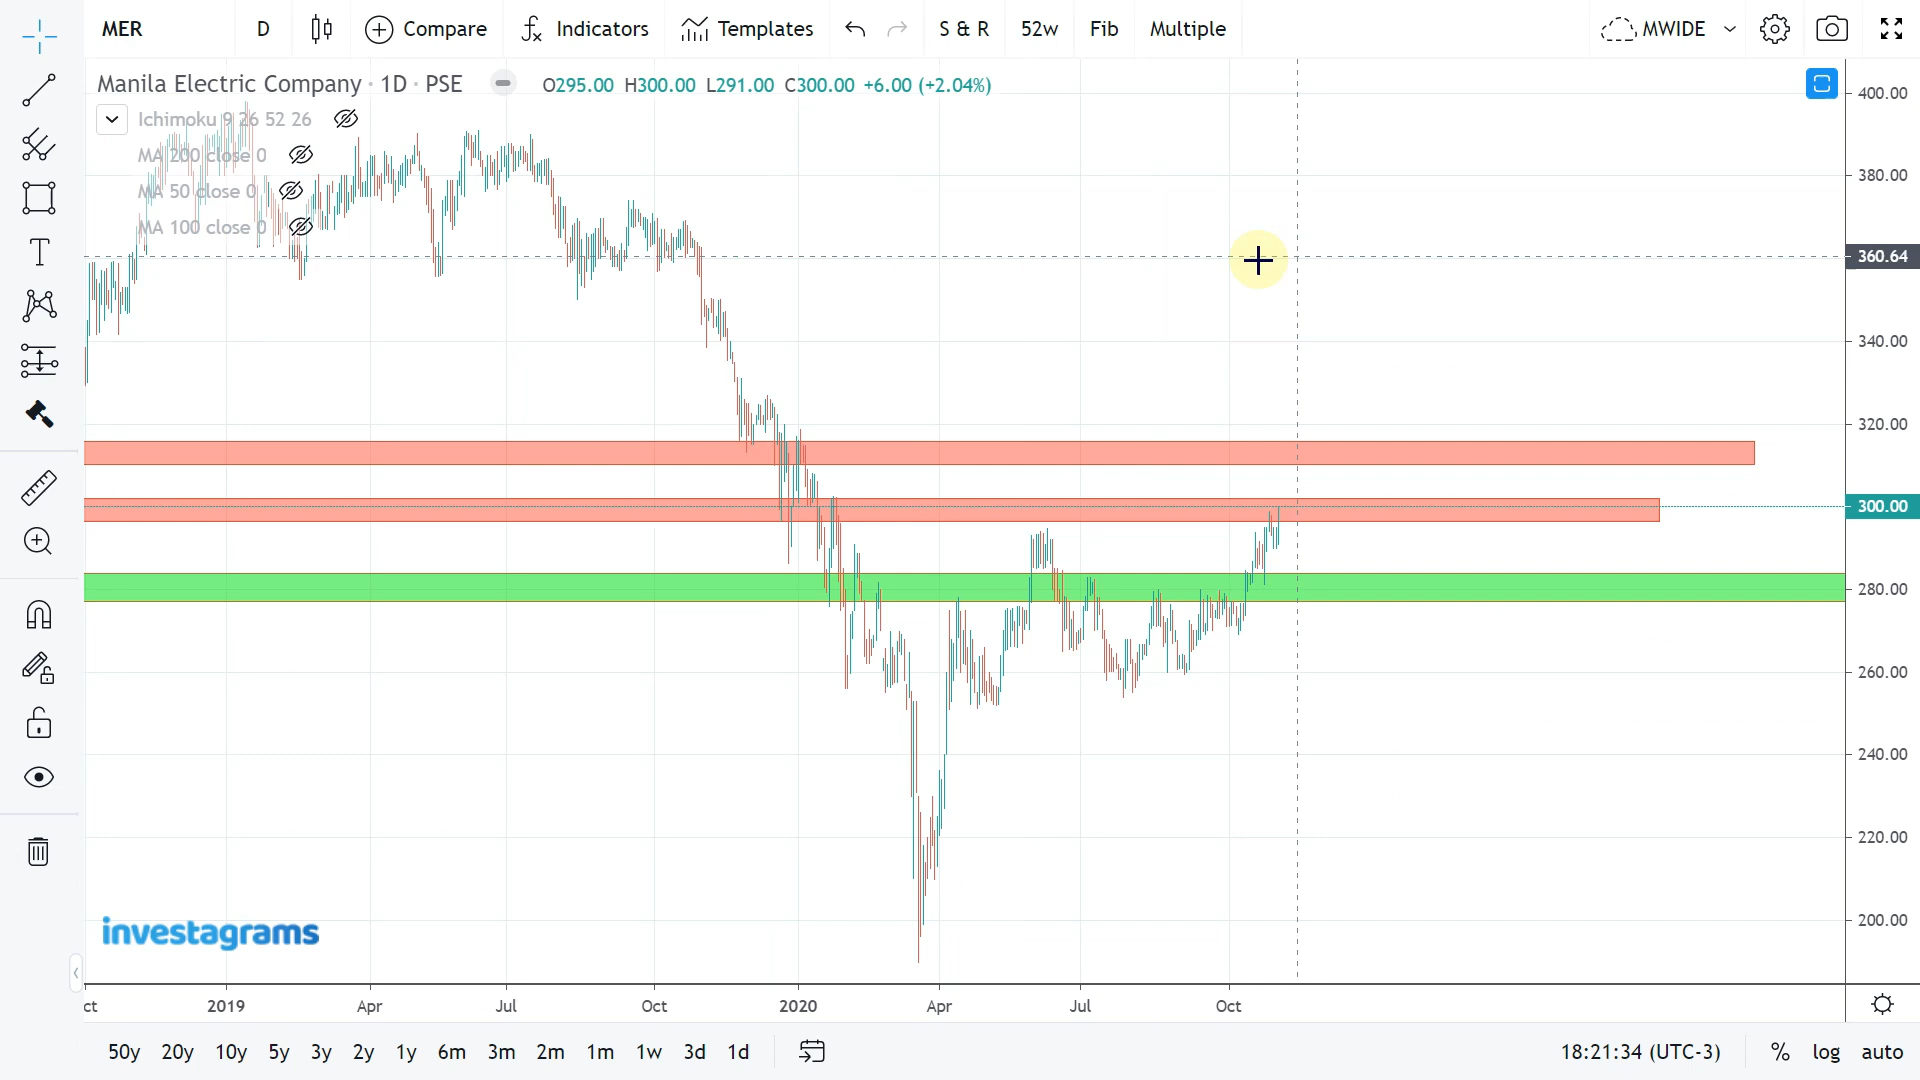 MER D Compare Indicators Templates S & R 52w Fib Multiple MWIDE
Manila Electric Company · 1D · PSE O295.00 H300.00 L291.00 C300.00 +6.00 (+2.04%)
Ichimoku 9 26 52 26
MA 200 close 0
MA 50 close 0
MA 100 close 0
400.00
380.00
360.64
340.00
320.00
300.00
280.00
260.00
240.00
220.00
200.00
investagrams
ct 2019 Apr Jul Oct 2020 Apr Jul Oct
50y 20y 10y 5y 3y 2y 1y 6m 3m 2m 1m 1w 3d 1d 18:21:34 (UTC-3) % log auto